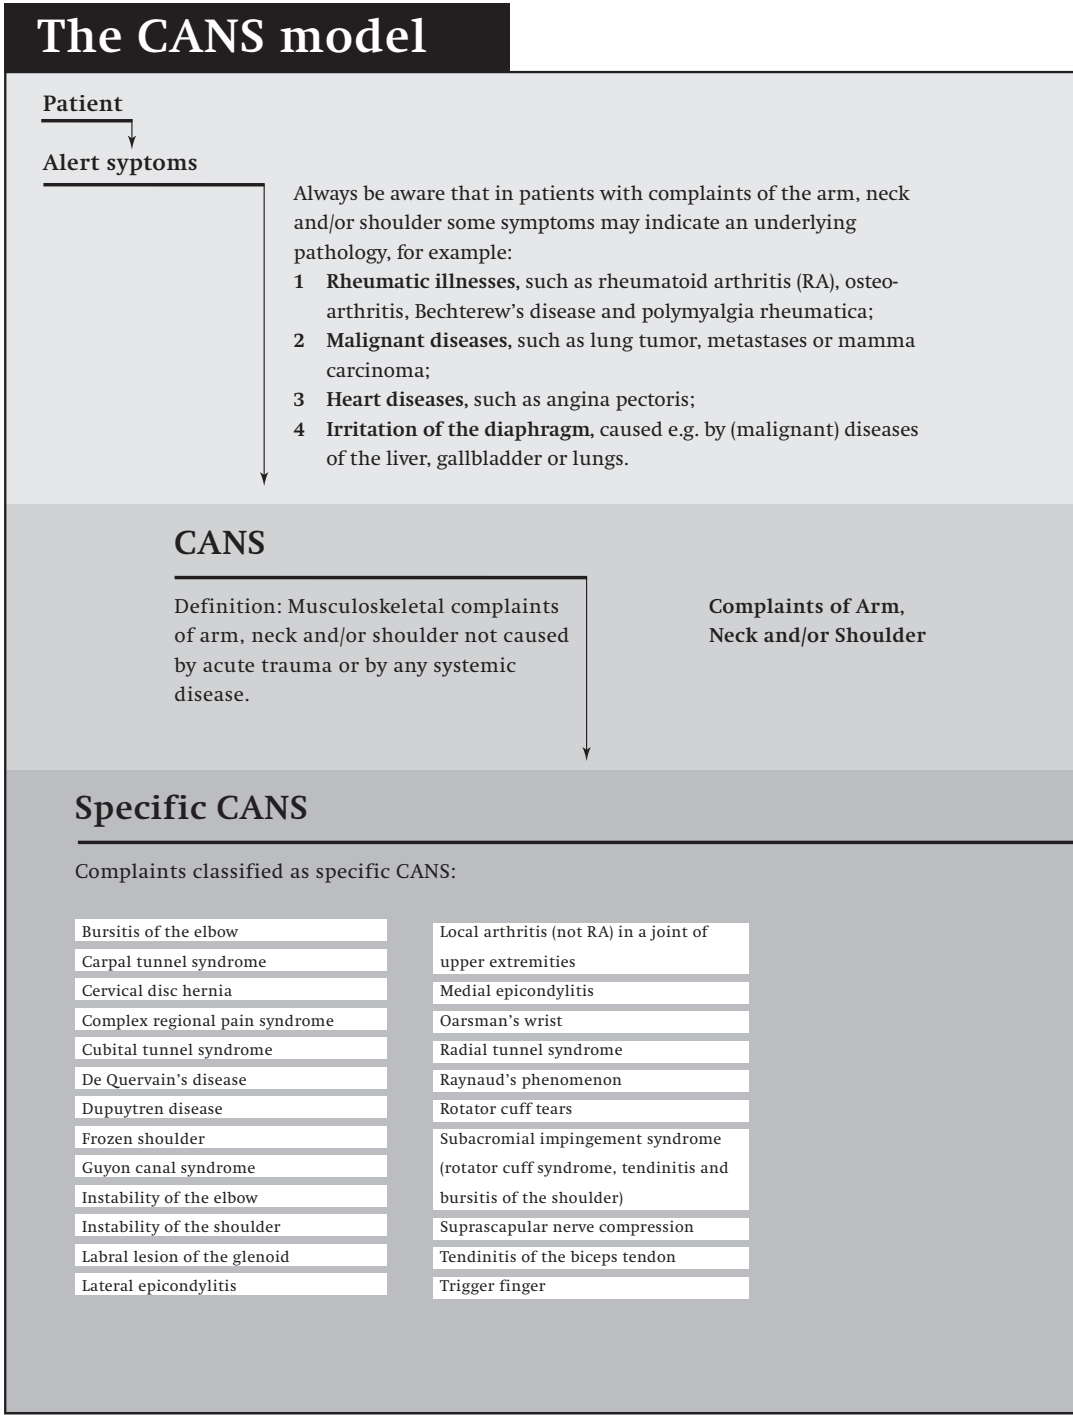 The CANS model
Patient
Alert syptoms
Always be aware that in patients with complaints of the arm, neck
and/or shoulder some symptoms may indicate an underlying
pathology, for example:
1 Rheumatic illnesses, such as rheumatoid arthritis (RA), osteo-
arthritis, Bechterew's disease and polymyalgia rheumatica;
2 Malignant diseases, such as lung tumor, metastases or mamma
carcinoma;
3 Heart diseases, such as angina pectoris;
4 Irritation of the diaphragm, caused e.g. by (malignant) diseases
of the liver, gallbladder or lungs.
CANS
Definition: Musculoskeletal complaints
of arm, neck and/or shoulder not caused
by acute trauma or by any systemic
disease.
Complaints of Arm,
Neck and/or Shoulder
Specific CANS
Complaints classified as specific CANS:
Bursitis of the elbow
Carpal tunnel syndrome
Cervical disc hernia
Complex regional pain syndrome
Cubital tunnel syndrome
De Quervain's disease
Dupuytren disease
Frozen shoulder
Guyon canal syndrome
Instability of the elbow
Instability of the shoulder
Labral lesion of the glenoid
Lateral epicondylitis
Local arthritis (not RA) in a joint of
upper extremities
Medial epicondylitis
Oarsman's wrist
Radial tunnel syndrome
Raynaud's phenomenon
Rotator cuff tears
Subacromial impingement syndrome
(rotator cuff syndrome, tendinitis and
bursitis of the shoulder)
Suprascapular nerve compression
Tendinitis of the biceps tendon
Trigger finger